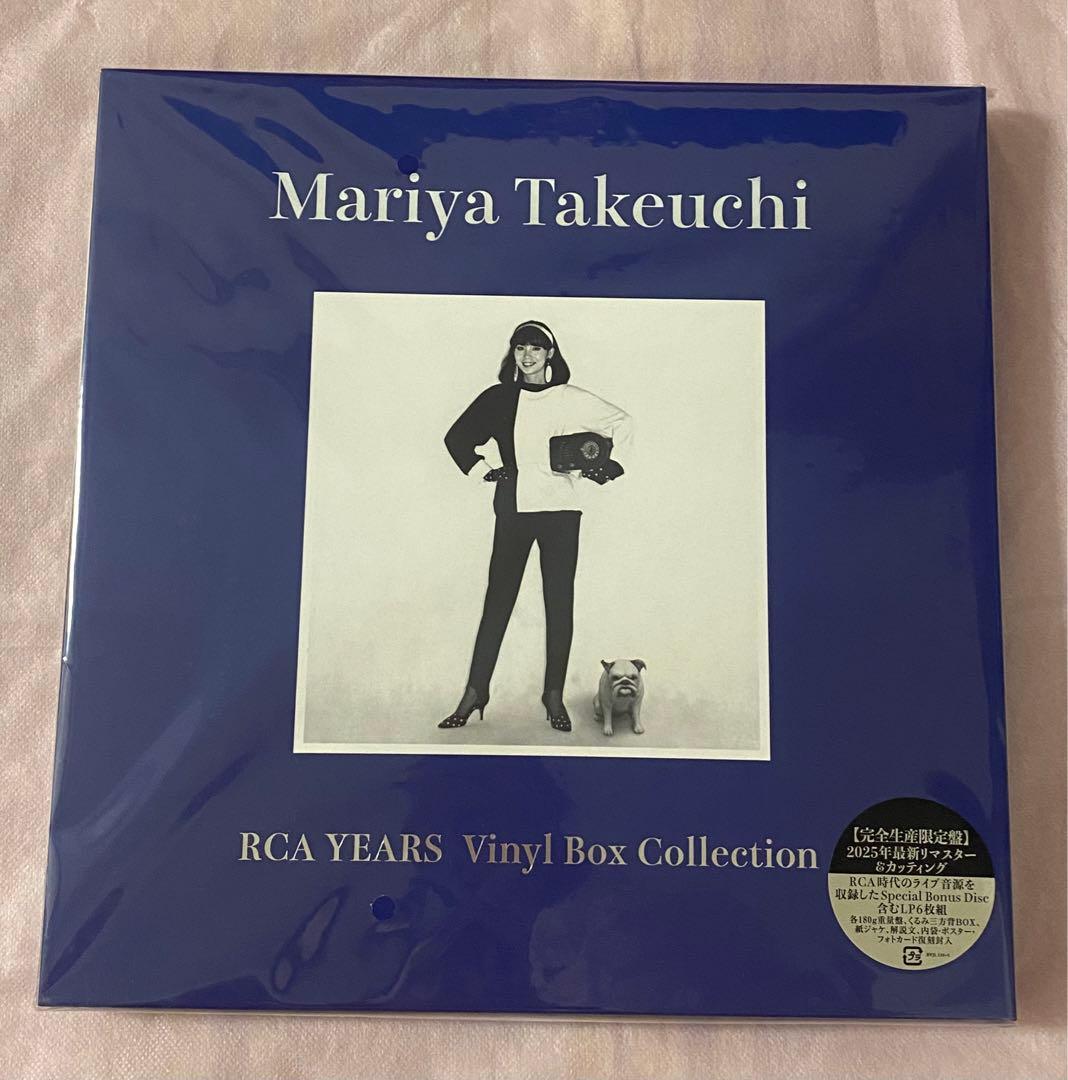 Mariya Takeuchi
RCA YEARS Vinyl Box Collection
【完全生産限定盤】
2025年最新リマスター
&カッティング
RCA時代のライブ音源を
収録したSpecial Bonus Disc
含むLP6枚組
各180g重量盤、くるみ三方背BOX、
紙ジャケ、解説文、内袋・ポスター・
フォトカード復刻封入
プラ